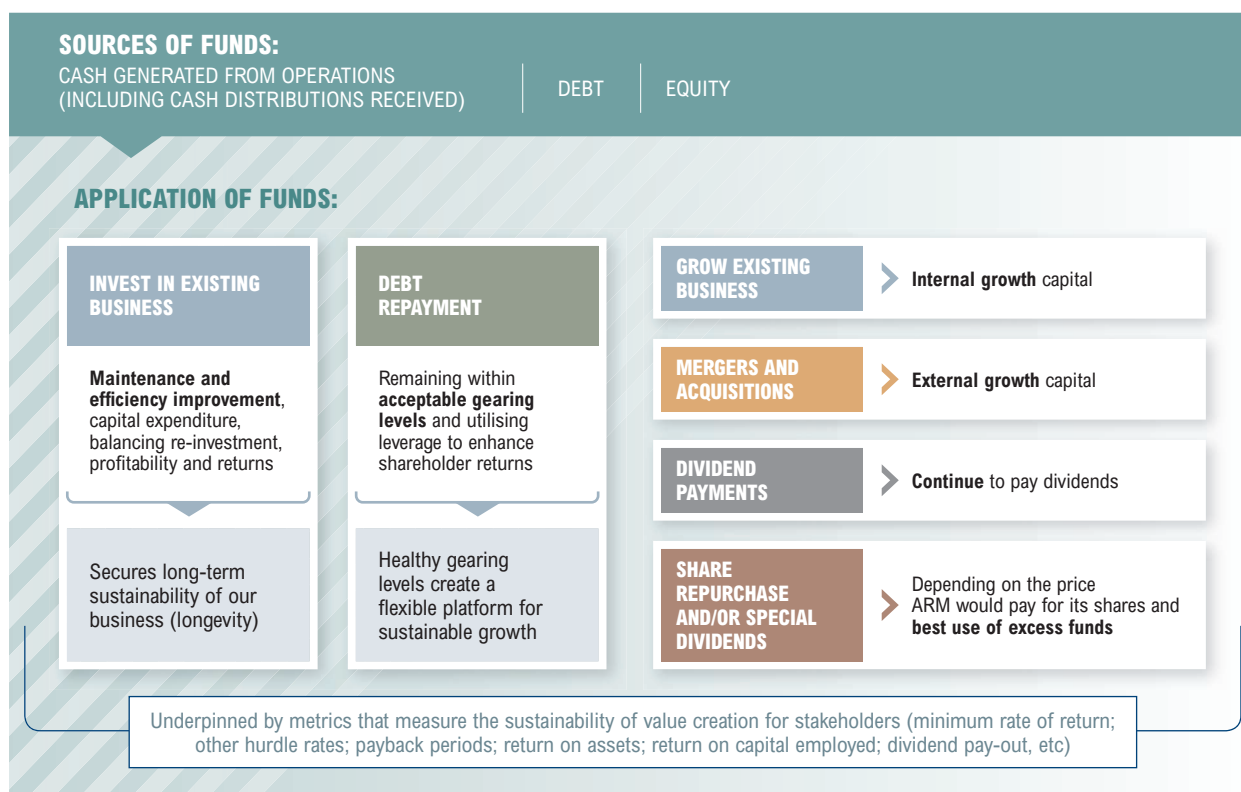 SOURCES OF FUNDS:
CASH GENERATED FROM OPERATIONS
(INCLUDING CASH DISTRIBUTIONS RECEIVED)
DEBT
EQUITY
APPLICATION OF FUNDS:
INVEST IN EXISTING
BUSINESS
Maintenance and
efficiency improvement,
capital expenditure,
balancing re-investment,
profitability and returns
Secures long-term
sustainability of our
business (longevity)
DEBT
REPAYMENT
Remaining within
acceptable gearing
levels and utilising
leverage to enhance
shareholder returns
Healthy gearing
levels create a
flexible platform for
sustainable growth
GROW EXISTING
BUSINESS
Internal growth capital
MERGERS AND
ACQUISITIONS
External growth capital
DIVIDEND
PAYMENTS
Continue to pay dividends
SHARE
REPURCHASE
AND/OR SPECIAL
DIVIDENDS
Depending on the price
ARM would pay for its shares and
best use of excess funds
Underpinned by metrics that measure the sustainability of value creation for stakeholders (minimum rate of return;
other hurdle rates; payback periods; return on assets; return on capital employed; dividend pay-out, etc)